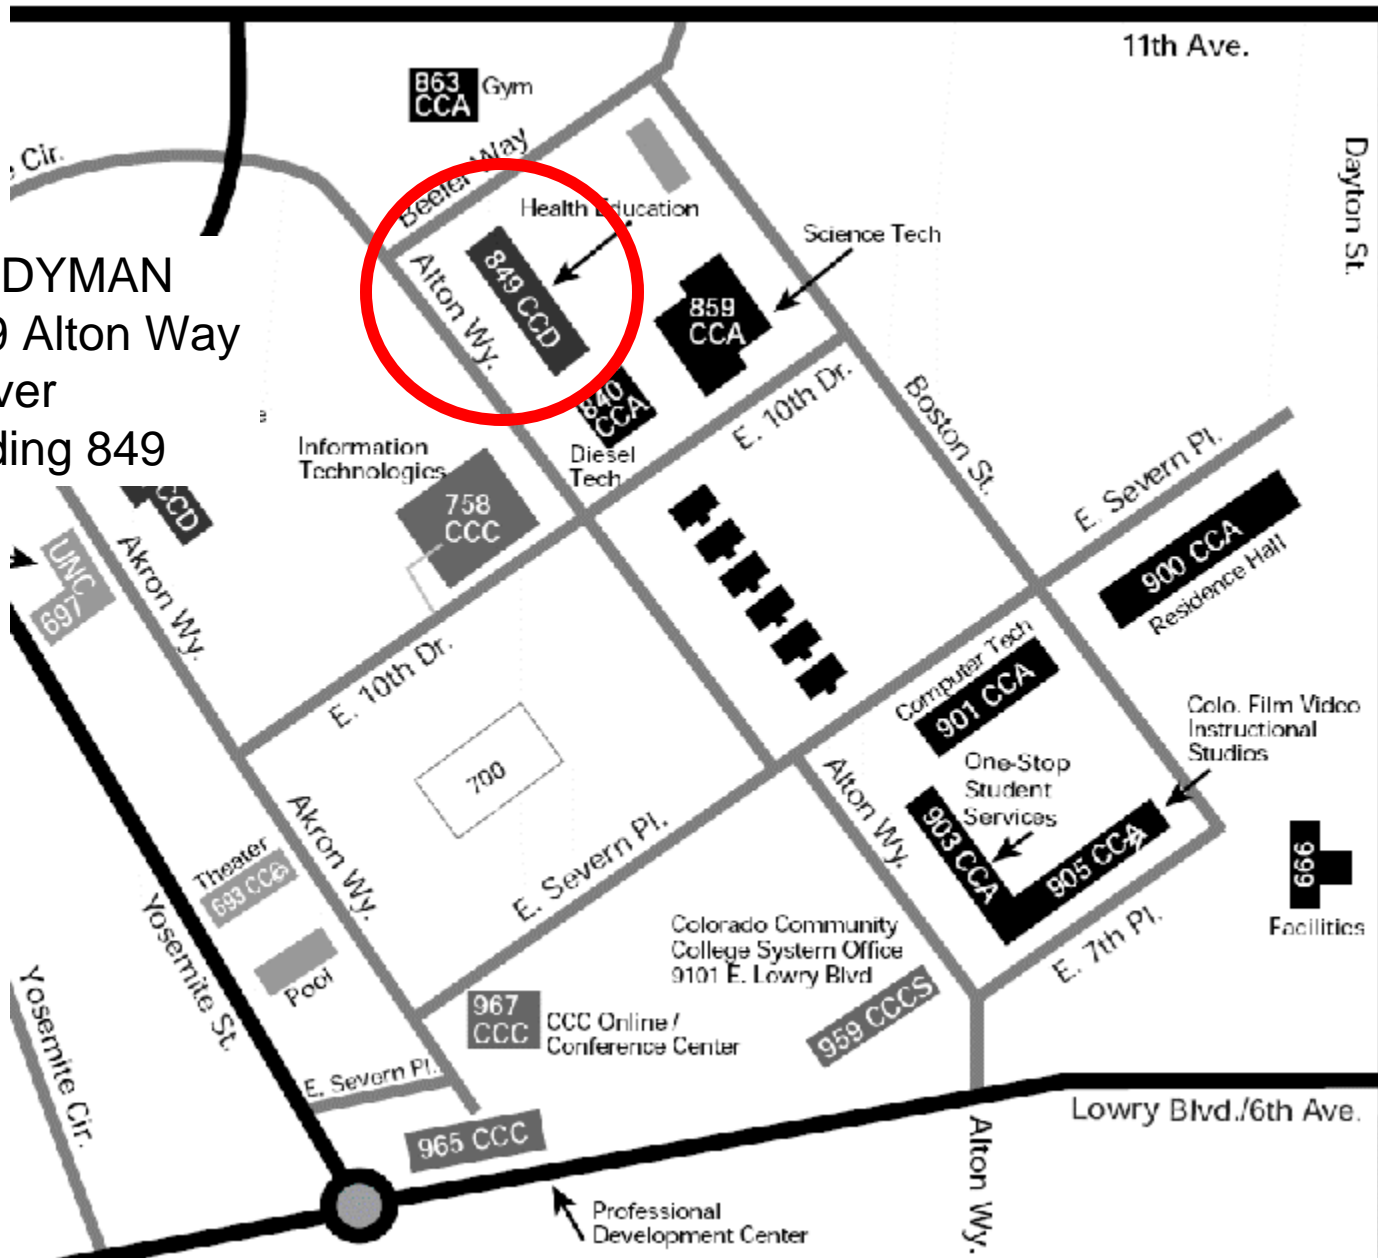 11th Ave.
863
CCA
Gym
Cir.
Beeler Way
Dayton St.
Health Education
Science Tech
849 CCD
Alton Wy.
859
CCA
DYMAN
9 Alton Way
ver
ding 849
e
840
CCA
E. 10th Dr.
Boston St.
Information
Technologies
Diesel
Tech
758
CCC
E. Severn Pl.
CCD
UNC
697
Akron Wy.
900 CCA
Residence Hall
E. 10th Dr.
Computer Tech
901 CCA
Colo. Film Video
Instructional
Studios
700
One-Stop
Student
Services
Alton Wy.
903 CCA
905 CCA
Akron Wy.
E. Severn Pl.
Theater
693 CCC
666
Facilities
Yosemite St.
Pool
Colorado Community
College System Office
9101 E. Lowry Blvd
E. 7th Pl.
959 CCCS
967
CCC
CCC Online /
Conference Center
Yosemite Cir.
E. Severn Pl.
965 CCC
Lowry Blvd./6th Ave.
Alton Wy.
Professional
Development Center